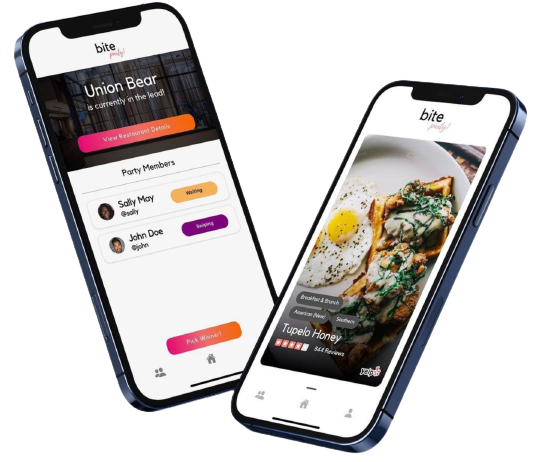 bite
party!
Union Bear
is currently in the lead!
View Restaurant Details
Party Members
Sally May
@sally
Waiting
John Doe
@john
Swiping
Pick Winner!
bite
party!
Breakfast & Brunch
American (New)
Southern
Tupelo Honey
844 Reviews
yelp